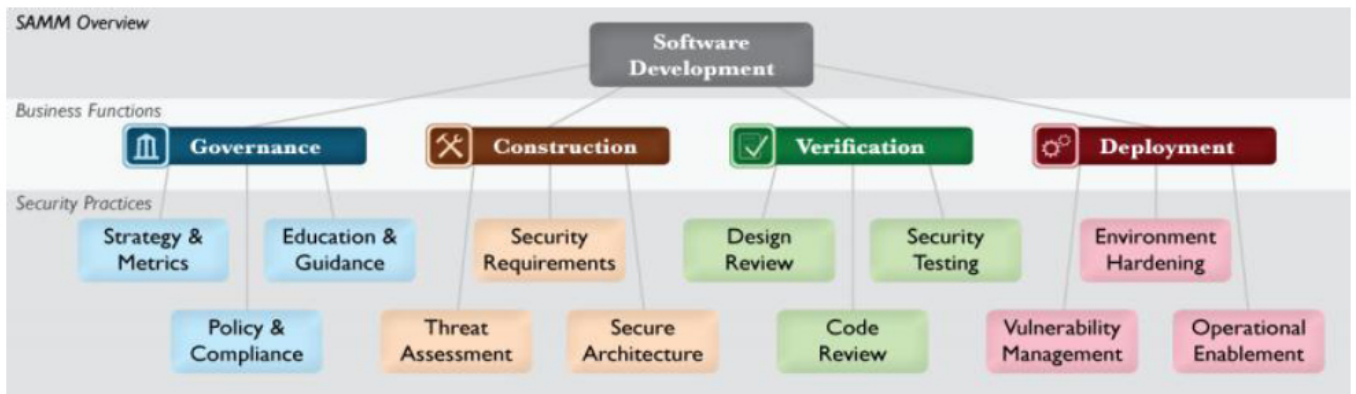 SAMM Overview
Software
Development
Business Functions
Governance
Construction
Verification
Deployment
Security Practices
Strategy &
Metrics
Education &
Guidance
Security
Requirements
Design
Review
Security
Testing
Environment
Hardening
Policy &
Compliance
Threat
Assessment
Secure
Architecture
Code
Review
Vulnerability
Management
Operational
Enablement